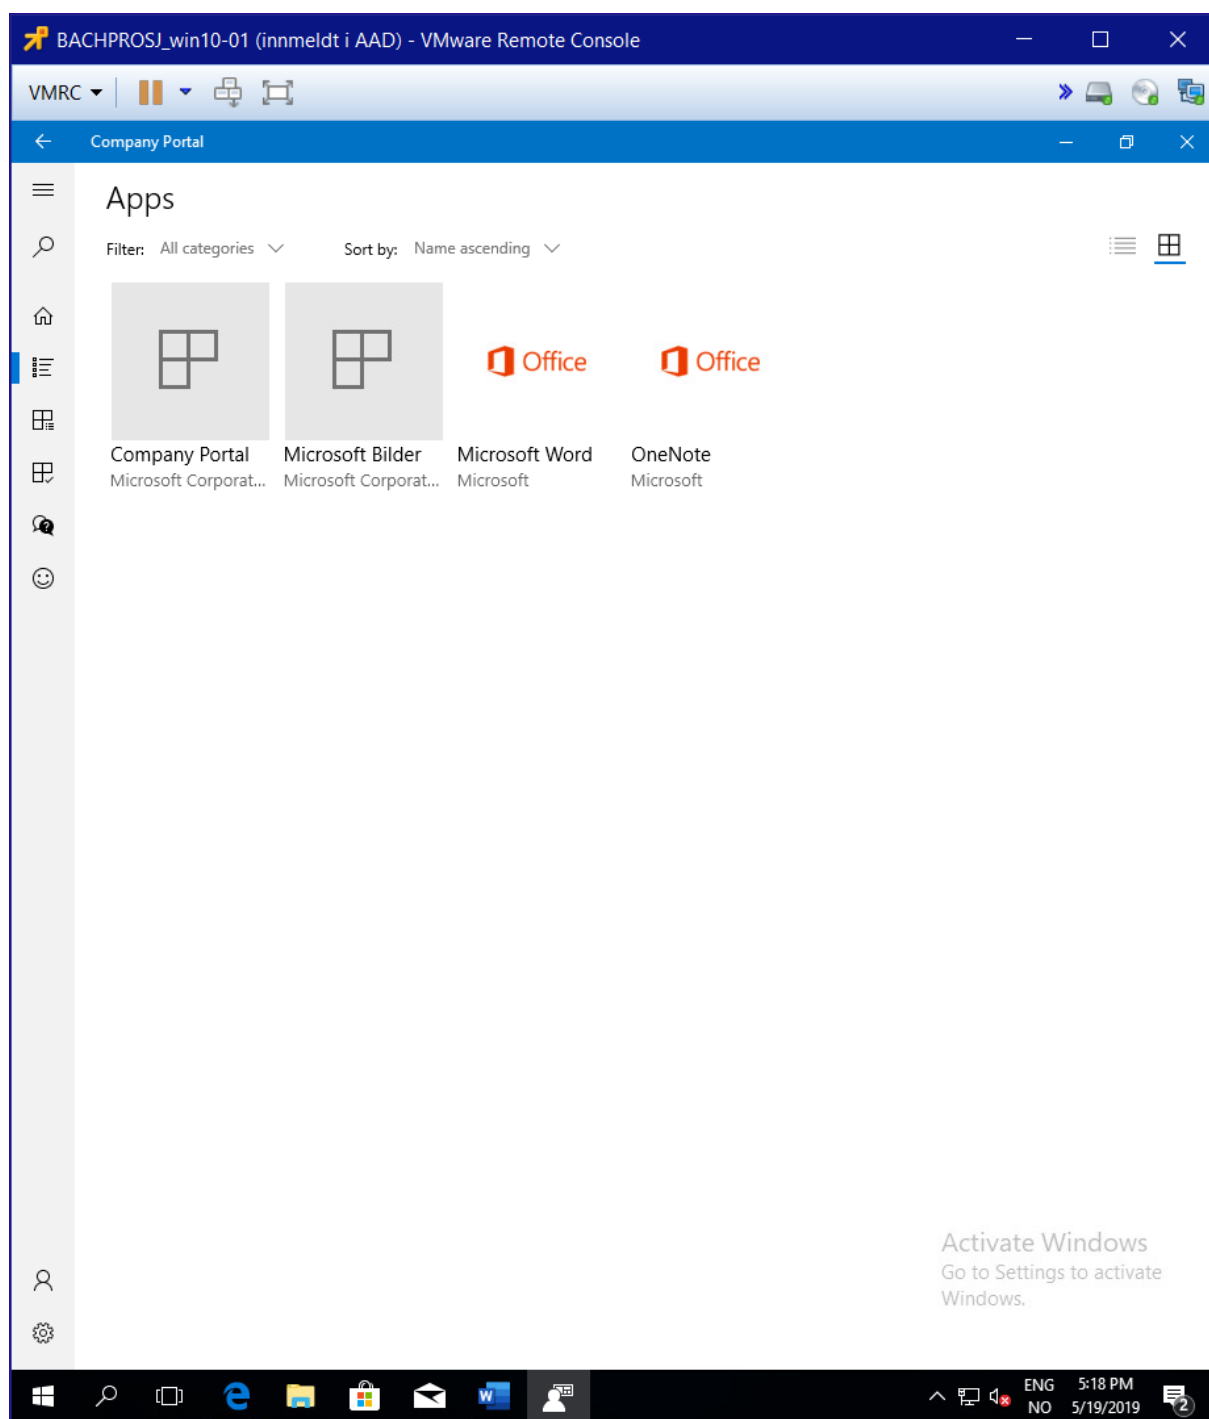 BACHPROSJ_win10-01 (innmeldt i AAD) - VMware Remote Console
VMRC
Company Portal
Apps
Filter: All categories Sort by: Name ascending
Office Office
Company Portal Microsoft Bilder Microsoft Word OneNote
Microsoft Corporat... Microsoft Corporat... Microsoft Microsoft
Activate Windows
Go to Settings to activate
Windows.
ENG 5:18 PM
NO 5/19/2019 2